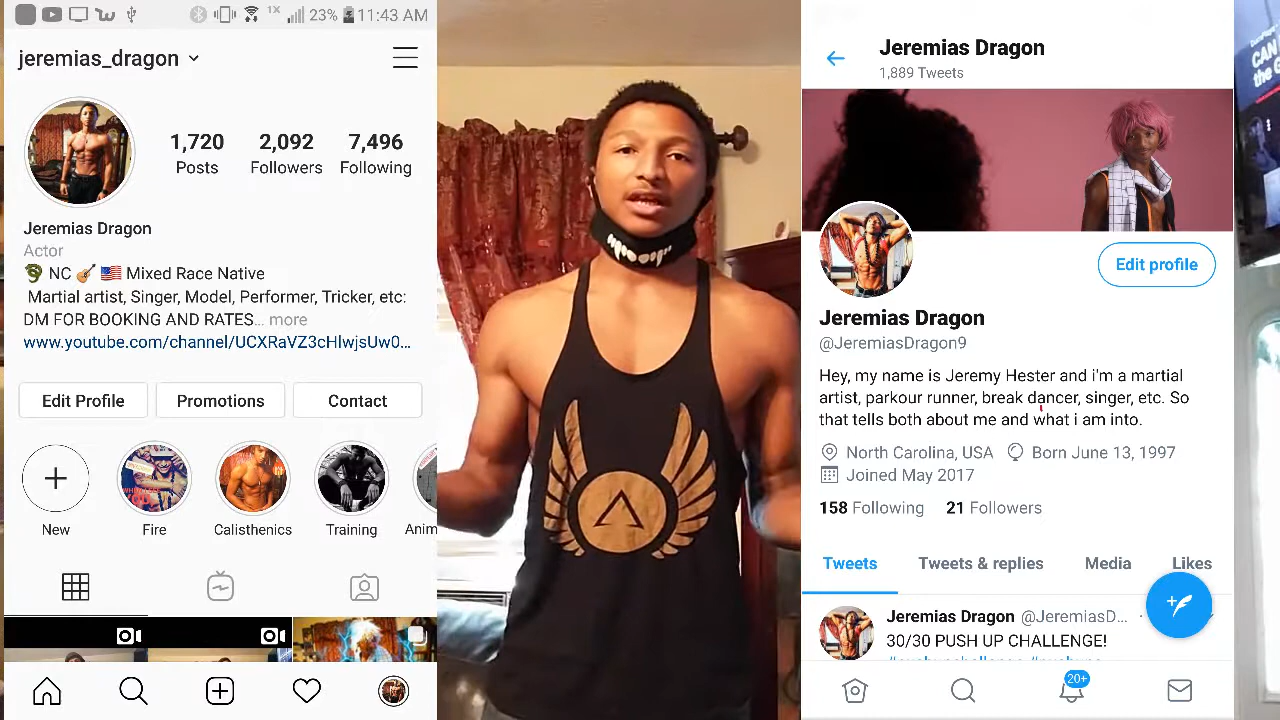 1X 23% 11:43 AM
jeremias_dragon
1,720 2,092 7,496
Posts Followers Following
Jeremias Dragon
Actor
NC Mixed Race Native
Martial artist, Singer, Model, Performer, Tricker, etc:
DM FOR BOOKING AND RATES... more
www.youtube.com/channel/UCXRaVZ3cHlwjsUw0...
Edit Profile Promotions Contact
New Fire Calisthenics Training Anim
Jeremias Dragon
1,889 Tweets
Edit profile
Jeremias Dragon
@JeremiasDragon9
Hey, my name is Jeremy Hester and i'm a martial
artist, parkour runner, break dancer, singer, etc. So
that tells both about me and what i am into.
North Carolina, USA Born June 13, 1997
Joined May 2017
158 Following 21 Followers
Tweets Tweets & replies Media Likes
Jeremias Dragon @JeremiasD... ·
30/30 PUSH UP CHALLENGE!
20+
CAN
the G